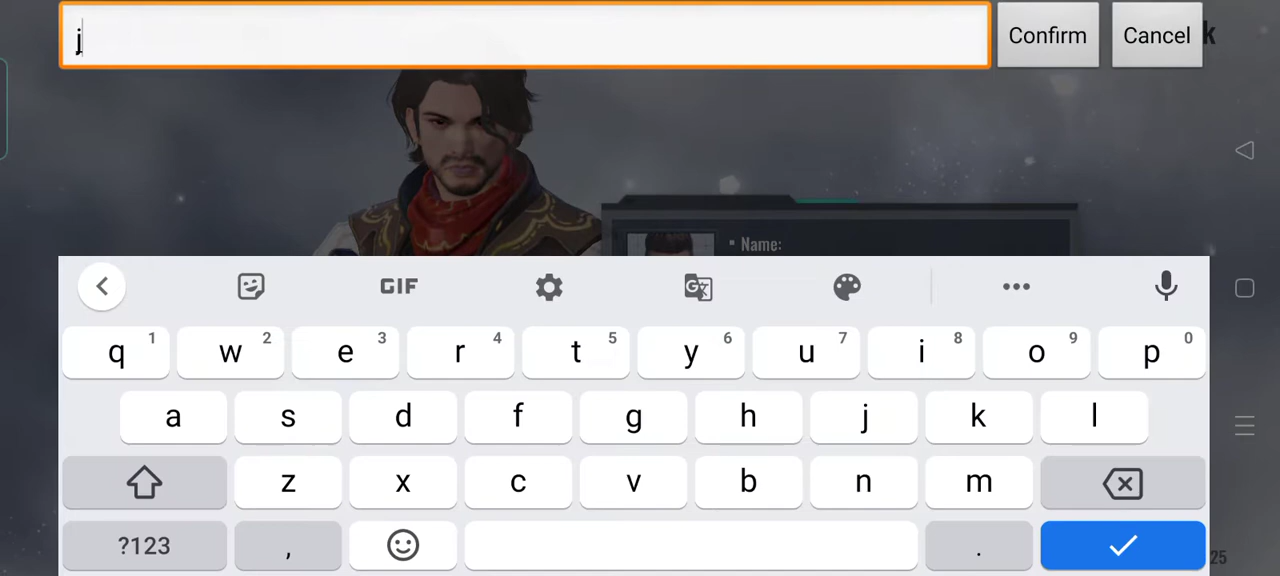 j
Confirm
Cancel
k
Name:
GIF
q 1 w 2 e 3 r 4 t 5 y 6 u 7 i 8 o 9 p 0
a s d f g h j k l
z x c v b n m
?123 , .
25